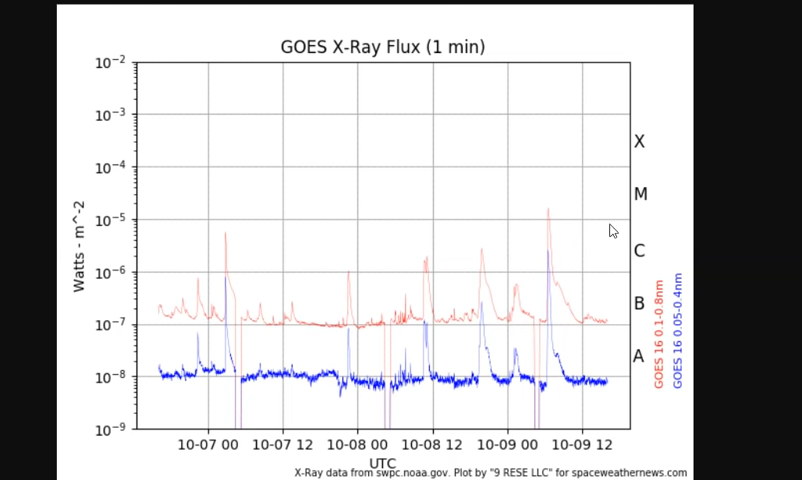 GOES X-Ray Flux (1 min)
10⁻²
10⁻³
10⁻⁴
10⁻⁵
10⁻⁶
10⁻⁷
10⁻⁸
10⁻⁹
Watts - m^-2
X
M
C
B
A
GOES 16 0.1-0.8nm
GOES 16 0.05-0.4nm
10-07 00 10-07 12 10-08 00 10-08 12 10-09 00 10-09 12
UTC
X-Ray data from swpc.noaa.gov. Plot by "9 RESE LLC" for spaceweathernews.com